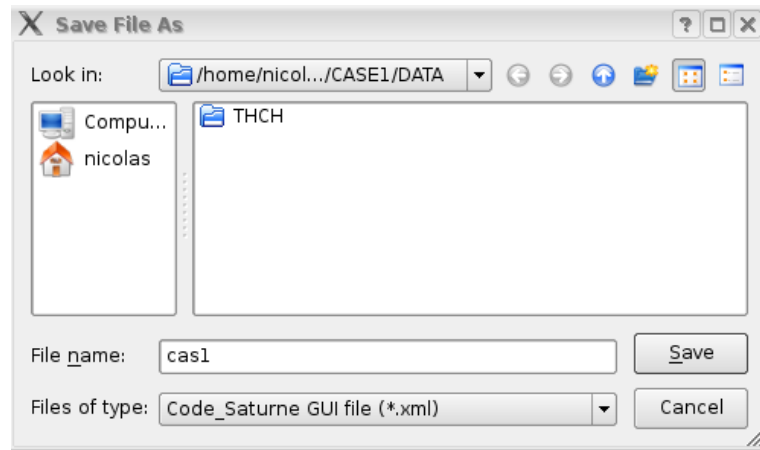 Save File As
Look in: /home/nicol.../CASE1/DATA
Compu...
nicolas
THCH
File name: cas1
Save
Files of type: Code_Saturne GUI file (*.xml)
Cancel